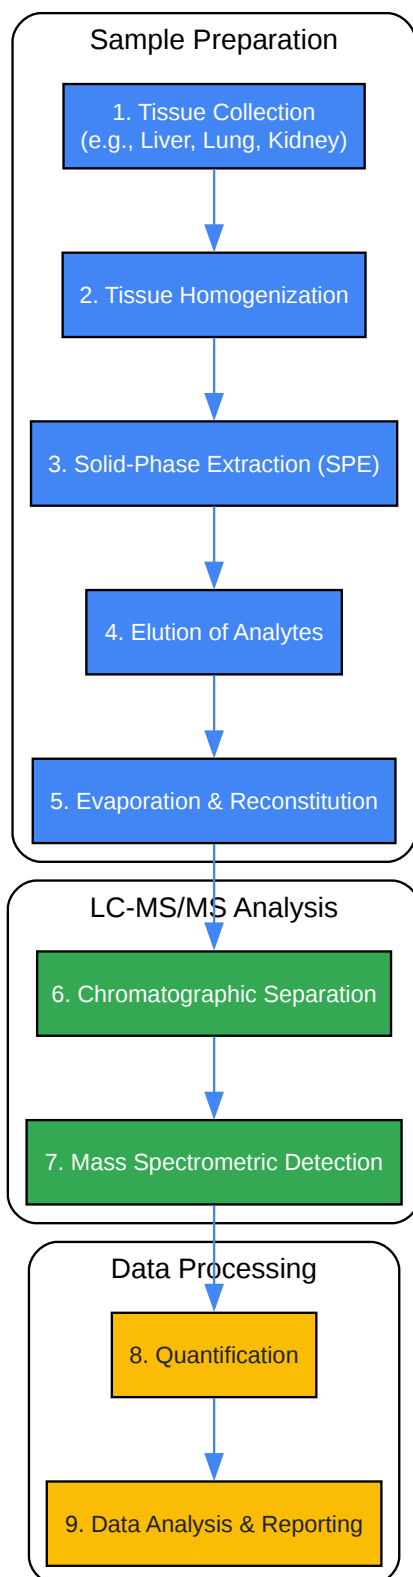 Sample Preparation
1. Tissue Collection
(e.g., Liver, Lung, Kidney)
2. Tissue Homogenization
3. Solid-Phase Extraction (SPE)
4. Elution of Analytes
5. Evaporation & Reconstitution
LC-MS/MS Analysis
6. Chromatographic Separation
7. Mass Spectrometric Detection
Data Processing
8. Quantification
9. Data Analysis & Reporting